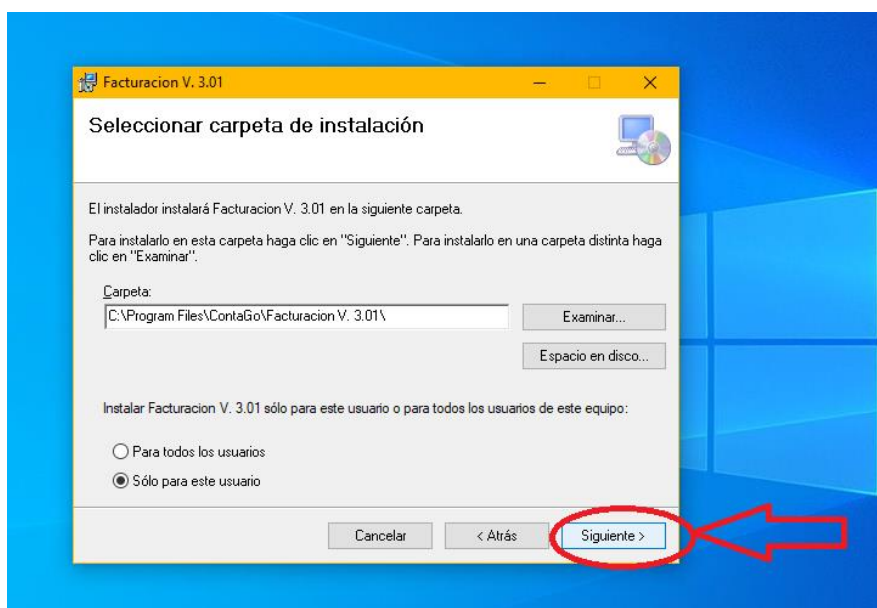 Facturacion V. 3.01
Seleccionar carpeta de instalación
El instalador instalará Facturacion V. 3.01 en la siguiente carpeta.
Para instalarlo en esta carpeta haga clic en "Siguiente". Para instalarlo en una carpeta distinta haga
clic en "Examinar".
Carpeta:
C:\Program Files\ContaGo\Facturacion V. 3.01\
Examinar...
Espacio en disco...
Instalar Facturacion V. 3.01 sólo para este usuario o para todos los usuarios de este equipo:
Para todos los usuarios
Sólo para este usuario
Cancelar
< Atrás
Siguiente >